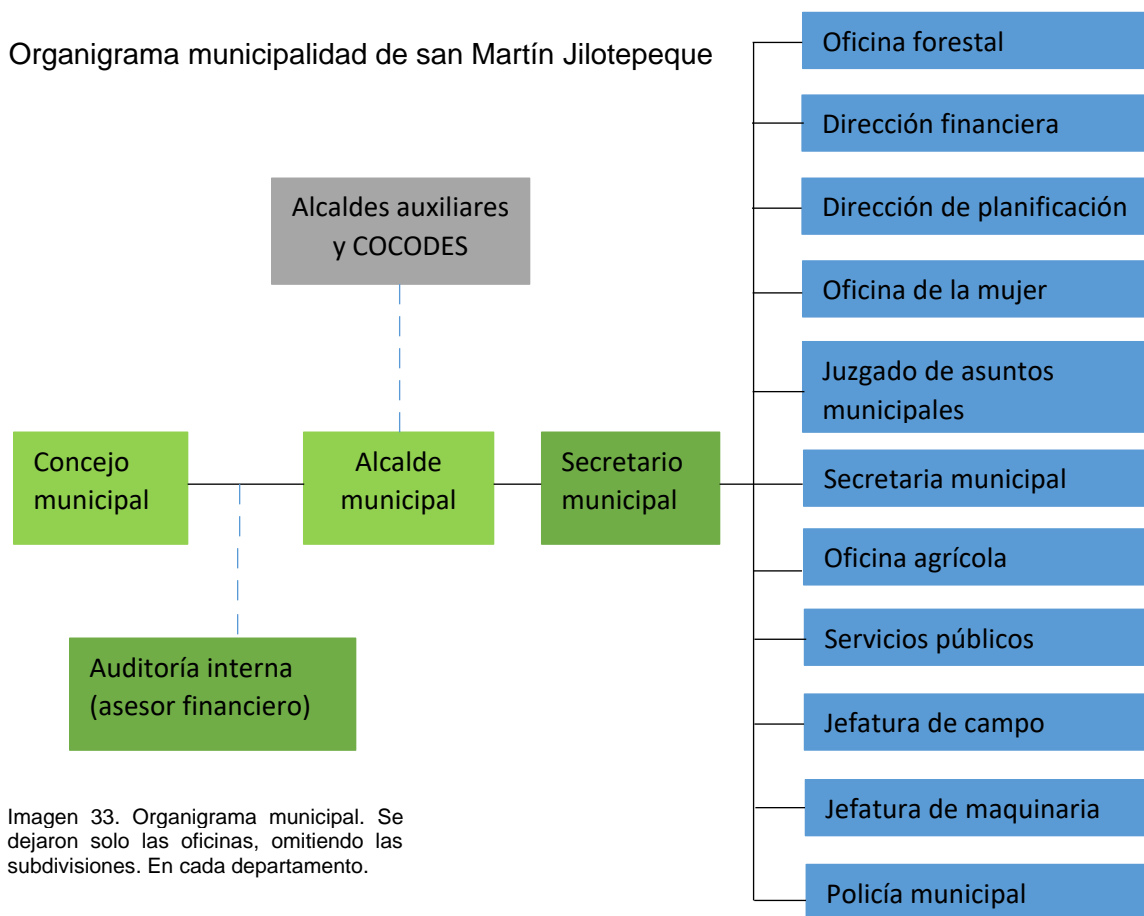 Organigrama municipalidad de san Martín Jilotepeque
Alcaldes auxiliares
y COCODES
Concejo
municipal
Alcalde
municipal
Secretario
municipal
Auditoría interna
(asesor financiero)
Oficina forestal
Dirección financiera
Dirección de planificación
Oficina de la mujer
Juzgado de asuntos
municipales
Secretaria municipal
Oficina agrícola
Servicios públicos
Jefatura de campo
Jefatura de maquinaria
Policía municipal
Imagen 33. Organigrama municipal. Se
dejaron solo las oficinas, omitiendo las
subdivisiones. En cada departamento.